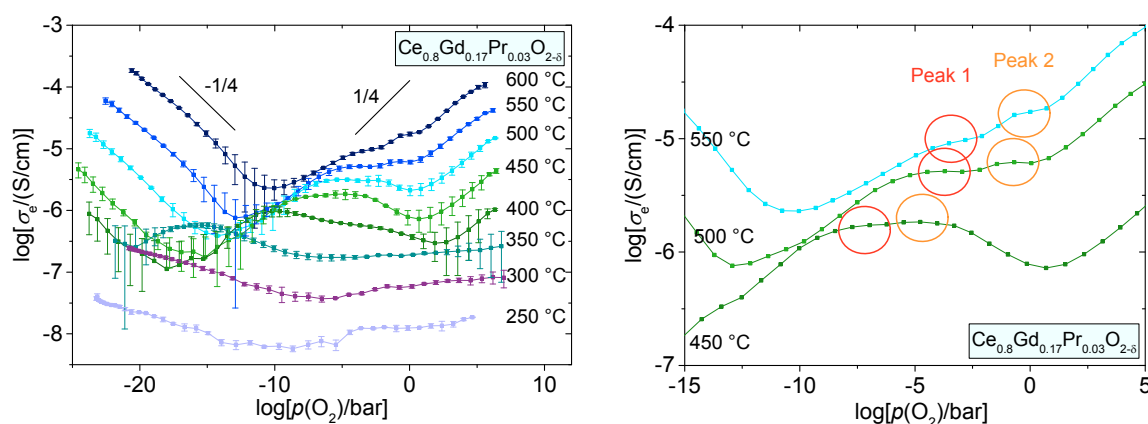 -3
-4
-5
-6
-7
-8
log[σₑ/(S/cm)]
Ce₀.₈Gd₀.₁₇Pr₀.₀₃O₂₋δ
-1/4
1/4
600 °C
550 °C
500 °C
450 °C
400 °C
350 °C
300 °C
250 °C
-20
-10
0
10
log[p(O₂)/bar]
-4
-5
-6
-7
log[σₑ/(S/cm)]
Peak 1
Peak 2
550 °C
500 °C
450 °C
Ce₀.₈Gd₀.₁₇Pr₀.₀₃O₂₋δ
-15
-10
-5
0
5
log[p(O₂)/bar]